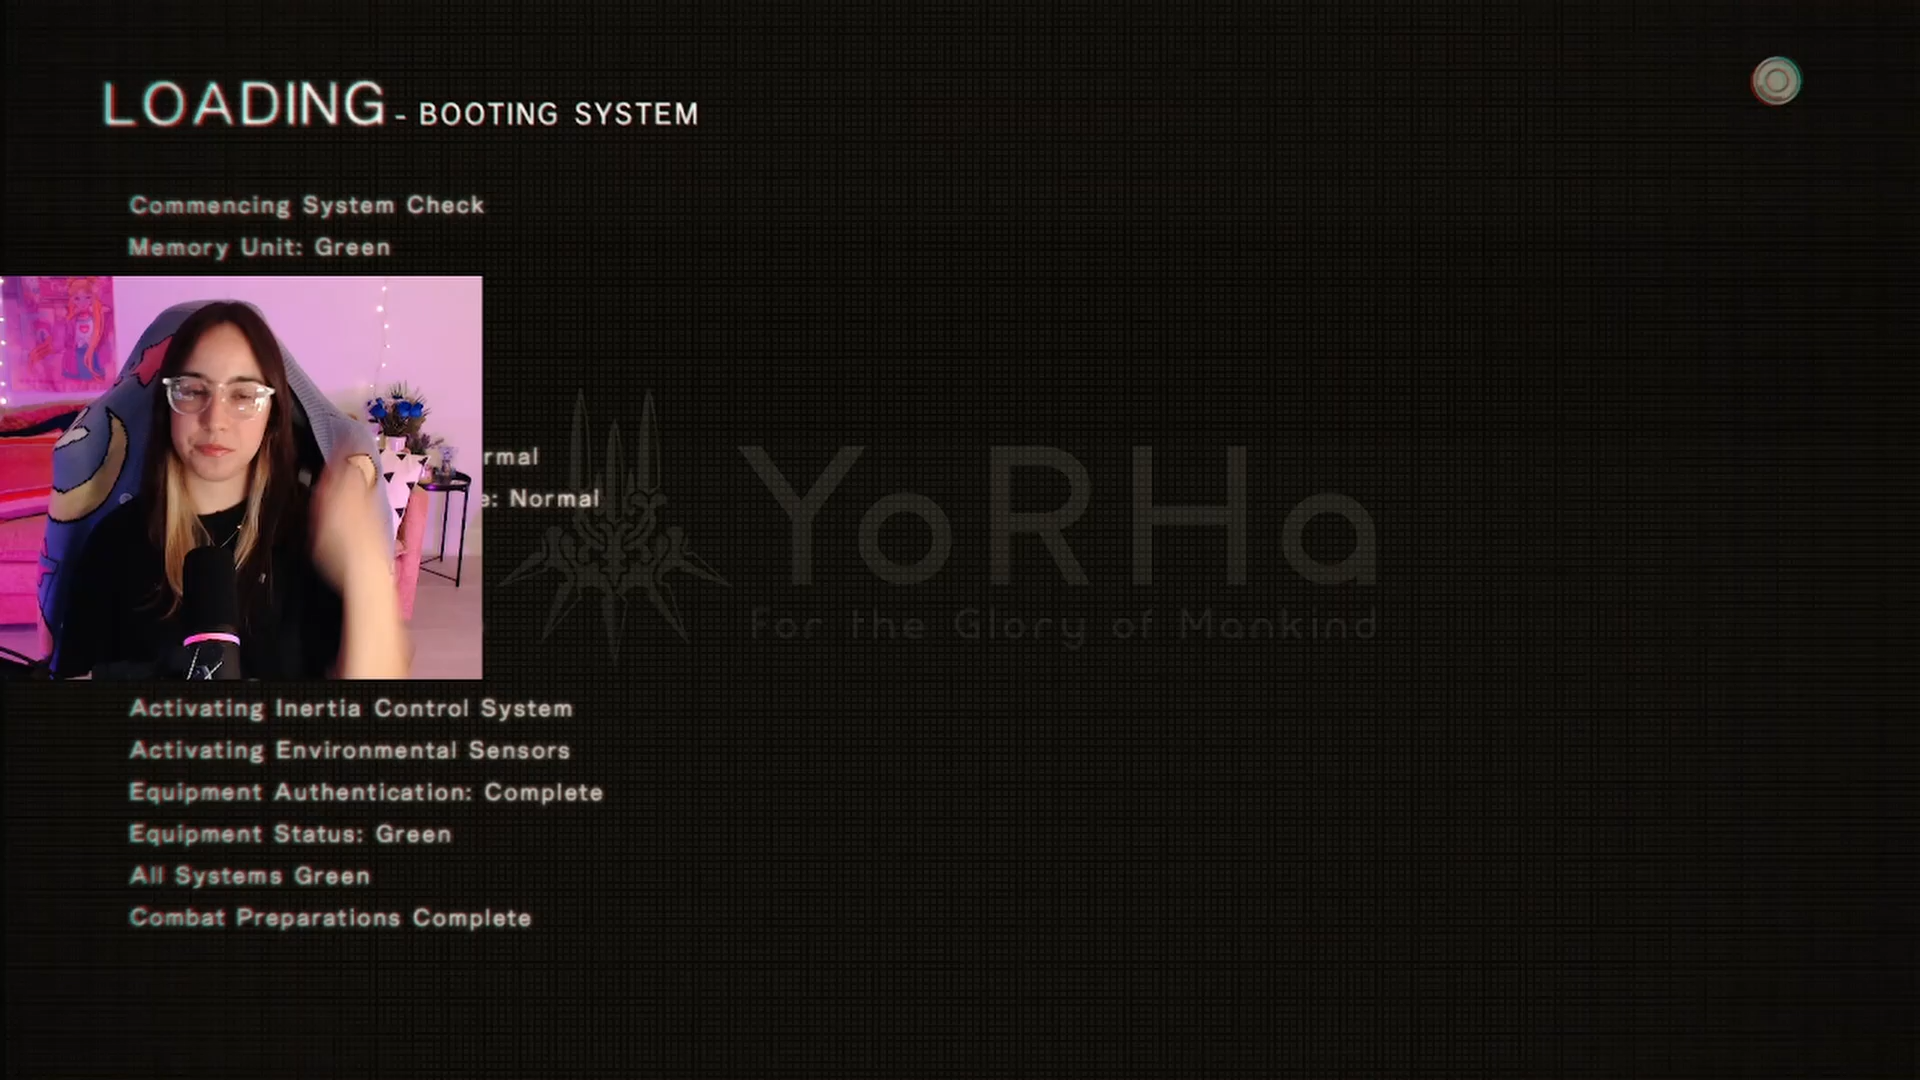 LOADING - BOOTING SYSTEM
Commencing System Check
Memory Unit: Green
Normal
YoRHa
For the Glory of Mankind
Activating Inertia Control System
Activating Environmental Sensors
Equipment Authentication: Complete
Equipment Status: Green
All Systems Green
Combat Preparations Complete